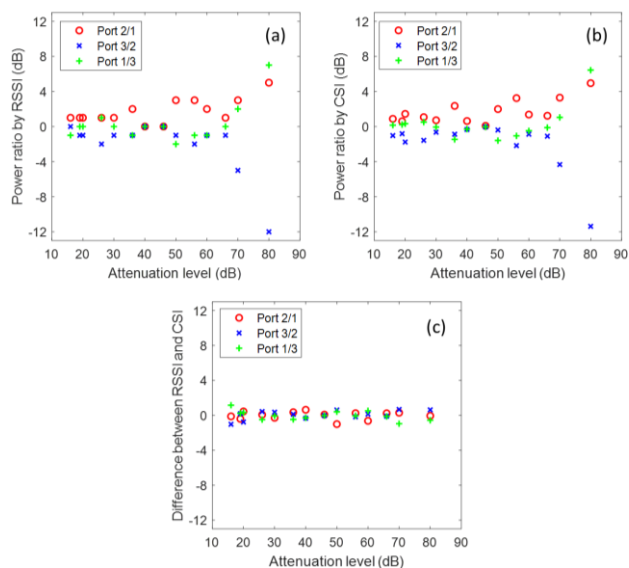 12
8
4
0
-4
-8
-12
Power ratio by RSSI (dB)
Port 2/1
Port 3/2
Port 1/3
(a)
10 20 30 40 50 60 70 80 90
Attenuation level (dB)
12
8
4
0
-4
-8
-12
Power ratio by CSI (dB)
Port 2/1
Port 3/2
Port 1/3
(b)
10 20 30 40 50 60 70 80 90
Attenuation level (dB)
12
8
4
0
-4
-8
-12
Difference between RSSI and CSI
Port 2/1
Port 3/2
Port 1/3
(c)
10 20 30 40 50 60 70 80 90
Attenuation level (dB)